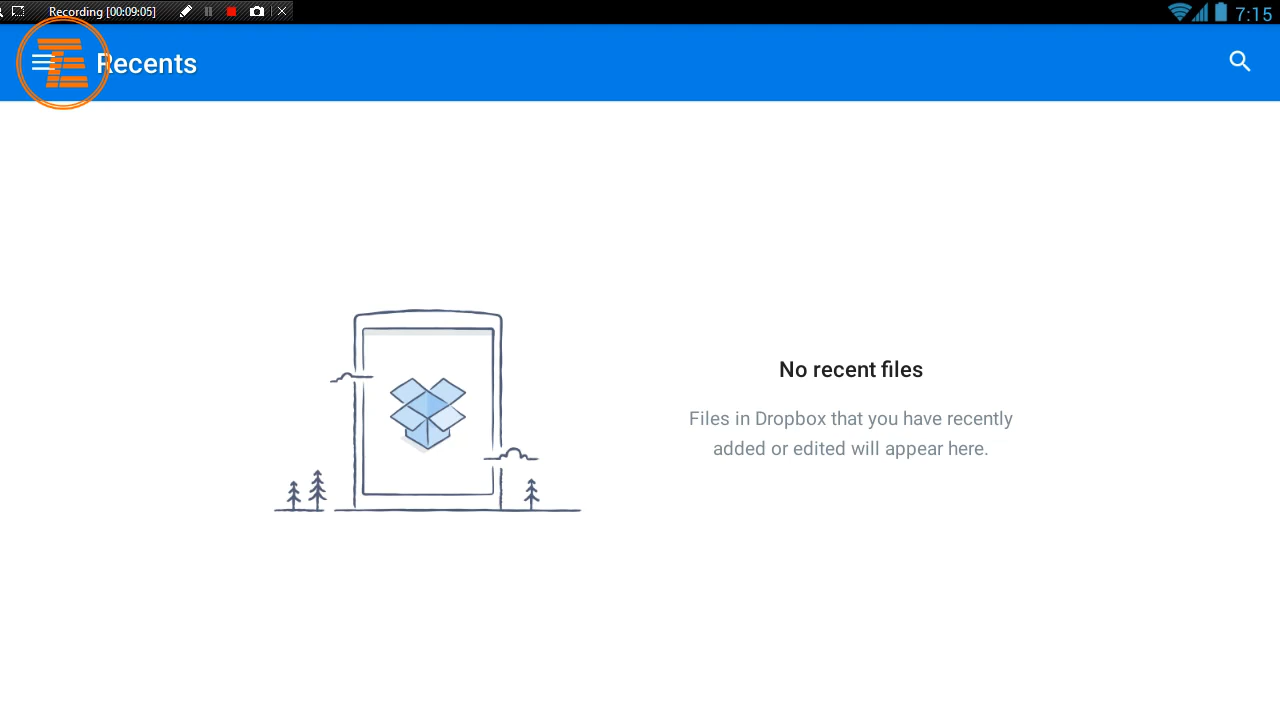 Recording [00:09:05]
7:15
Recents
No recent files
Files in Dropbox that you have recently
added or edited will appear here.